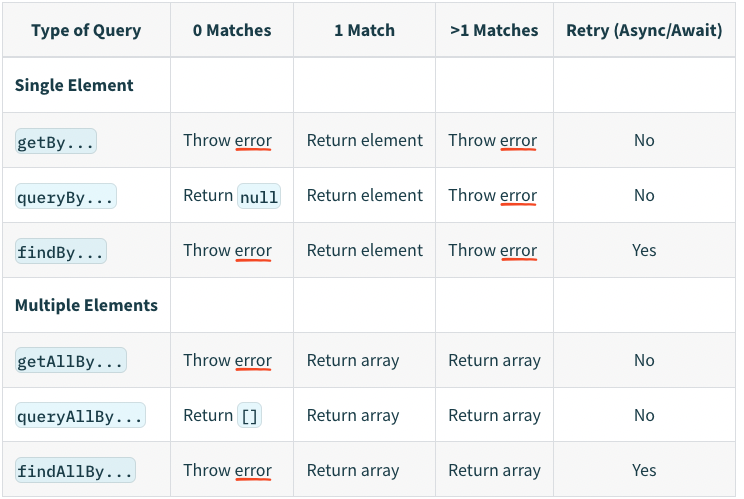 Type of Query 0 Matches 1 Match >1 Matches Retry (Async/Await)
Single Element
getBy... Throw error Return element Throw error No
queryBy... Return null Return element Throw error No
findBy... Throw error Return element Throw error Yes
Multiple Elements
getAllBy... Throw error Return array Return array No
queryAllBy... Return [] Return array Return array No
findAllBy... Throw error Return array Return array Yes